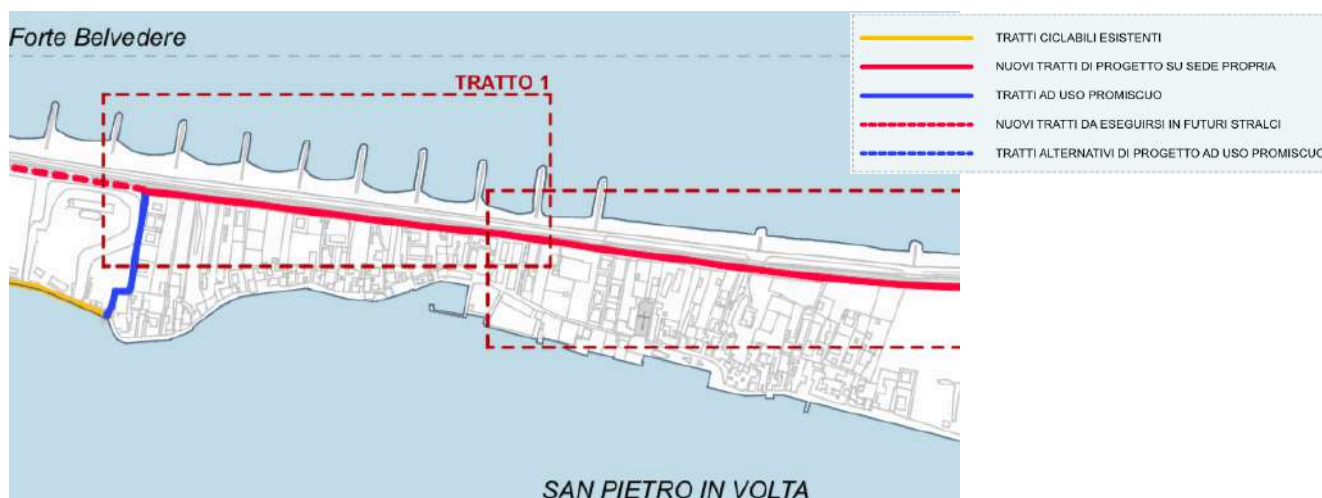 Forte Belvedere
TRATTO 1
SAN PIETRO IN VOLTA
TRATTI CICLABILI ESISTENTI
NUOVI TRATTI DI PROGETTO SU SEDE PROPRIA
TRATTI AD USO PROMISCUO
NUOVI TRATTI DA ESEGUIRSI IN FUTURI STRALCI
TRATTI ALTERNATIVI DI PROGETTO AD USO PROMISCUO